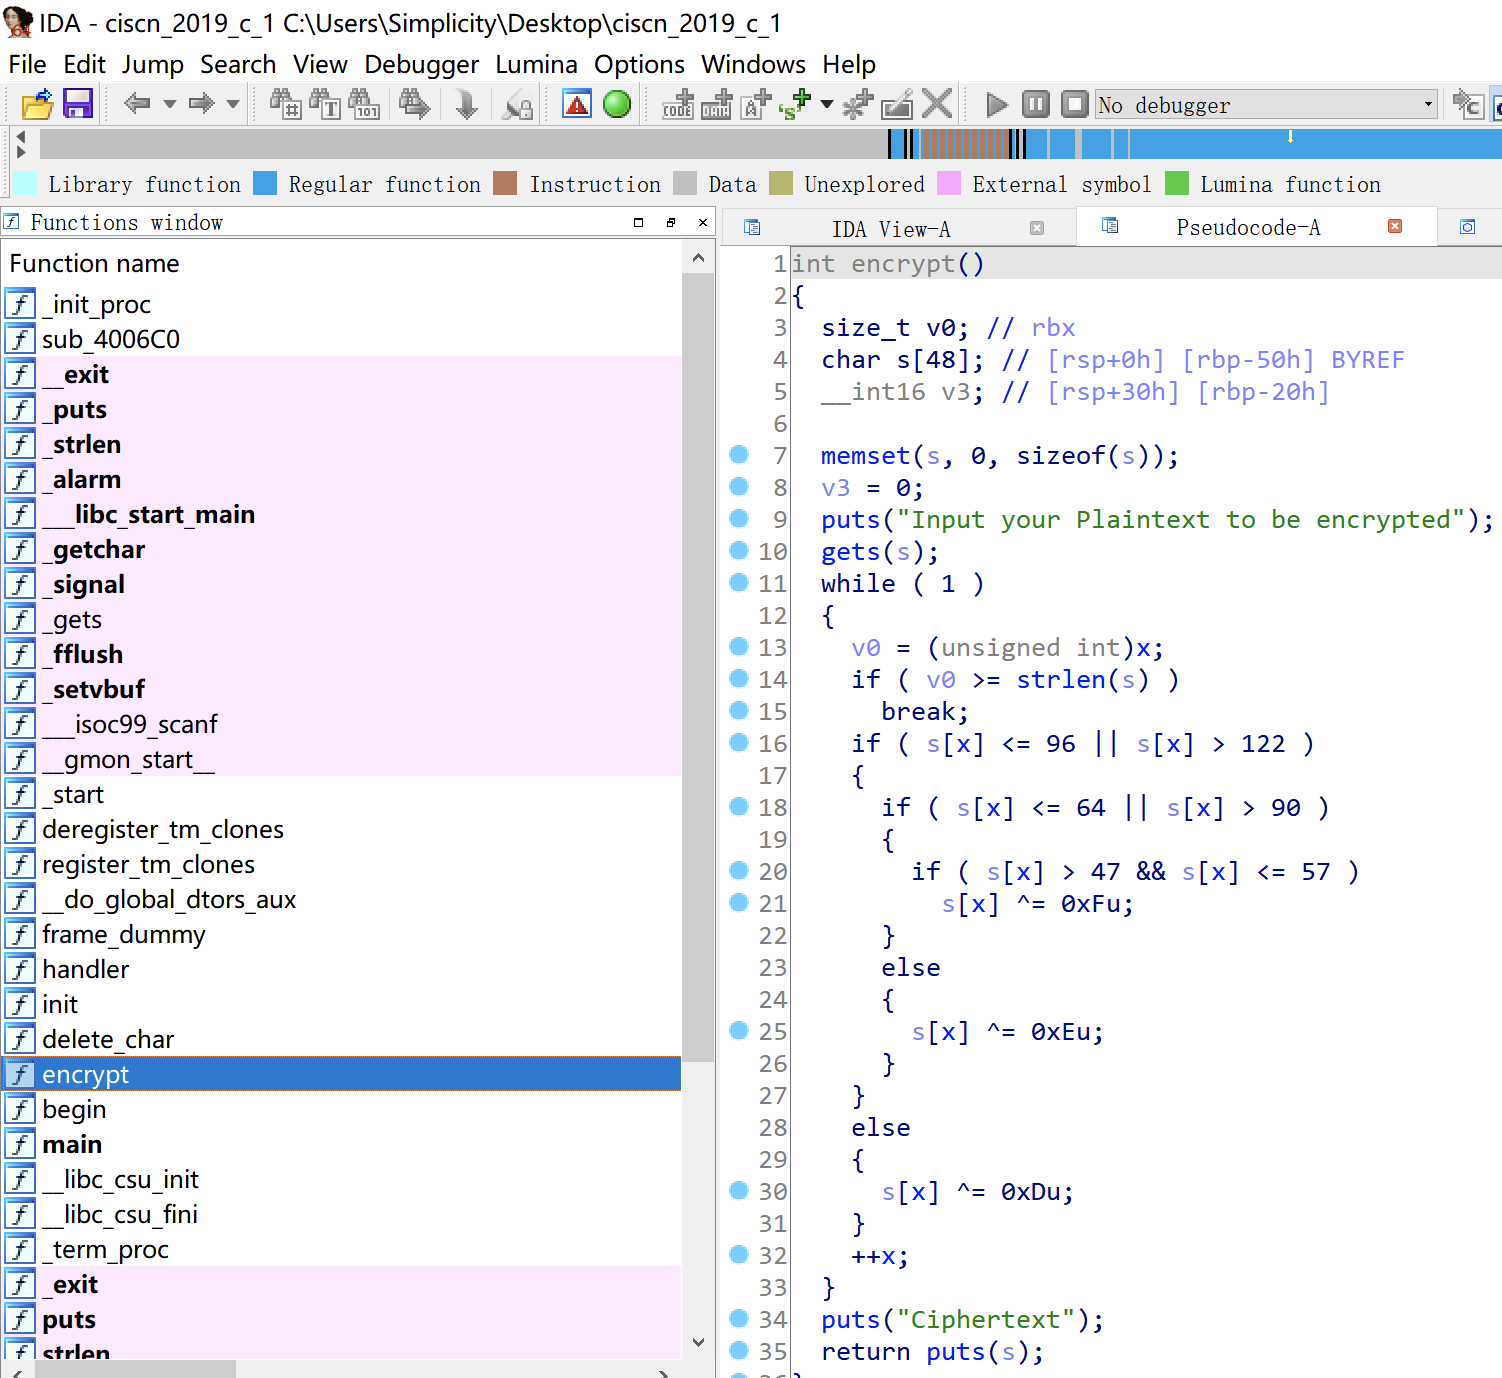 IDA - ciscn_2019_c_1 C:\Users\Simplicity\Desktop\ciscn_2019_c_1
File Edit Jump Search View Debugger Lumina Options Windows Help
No debugger
Library function Regular function Instruction Data Unexplored External symbol Lumina function
Functions window
IDA View-A
Pseudocode-A
Function name
_init_proc
sub_4006C0
__exit
_puts
_strlen
_alarm
___libc_start_main
_getchar
_signal
_gets
_fflush
_setvbuf
___isoc99_scanf
__gmon_start__
_start
deregister_tm_clones
register_tm_clones
__do_global_dtors_aux
frame_dummy
handler
init
delete_char
encrypt
begin
main
__libc_csu_init
__libc_csu_fini
_term_proc
_exit
puts
strlen
1 int encrypt()
2 {
3   size_t v0; // rbx
4   char s[48]; // [rsp+0h] [rbp-50h] BYREF
5   __int16 v3; // [rsp+30h] [rbp-20h]
6
7   memset(s, 0, sizeof(s));
8   v3 = 0;
9   puts("Input your Plaintext to be encrypted");
10   gets(s);
11   while ( 1 )
12   {
13     v0 = (unsigned int)x;
14     if ( v0 >= strlen(s) )
15       break;
16     if ( s[x] <= 96 || s[x] > 122 )
17     {
18       if ( s[x] <= 64 || s[x] > 90 )
19       {
20         if ( s[x] > 47 && s[x] <= 57 )
21           s[x] ^= 0xFu;
22       }
23       else
24       {
25         s[x] ^= 0xEu;
26       }
27     }
28     else
29     {
30       s[x] ^= 0xDu;
31     }
32     ++x;
33   }
34   puts("Ciphertext");
35   return puts(s);